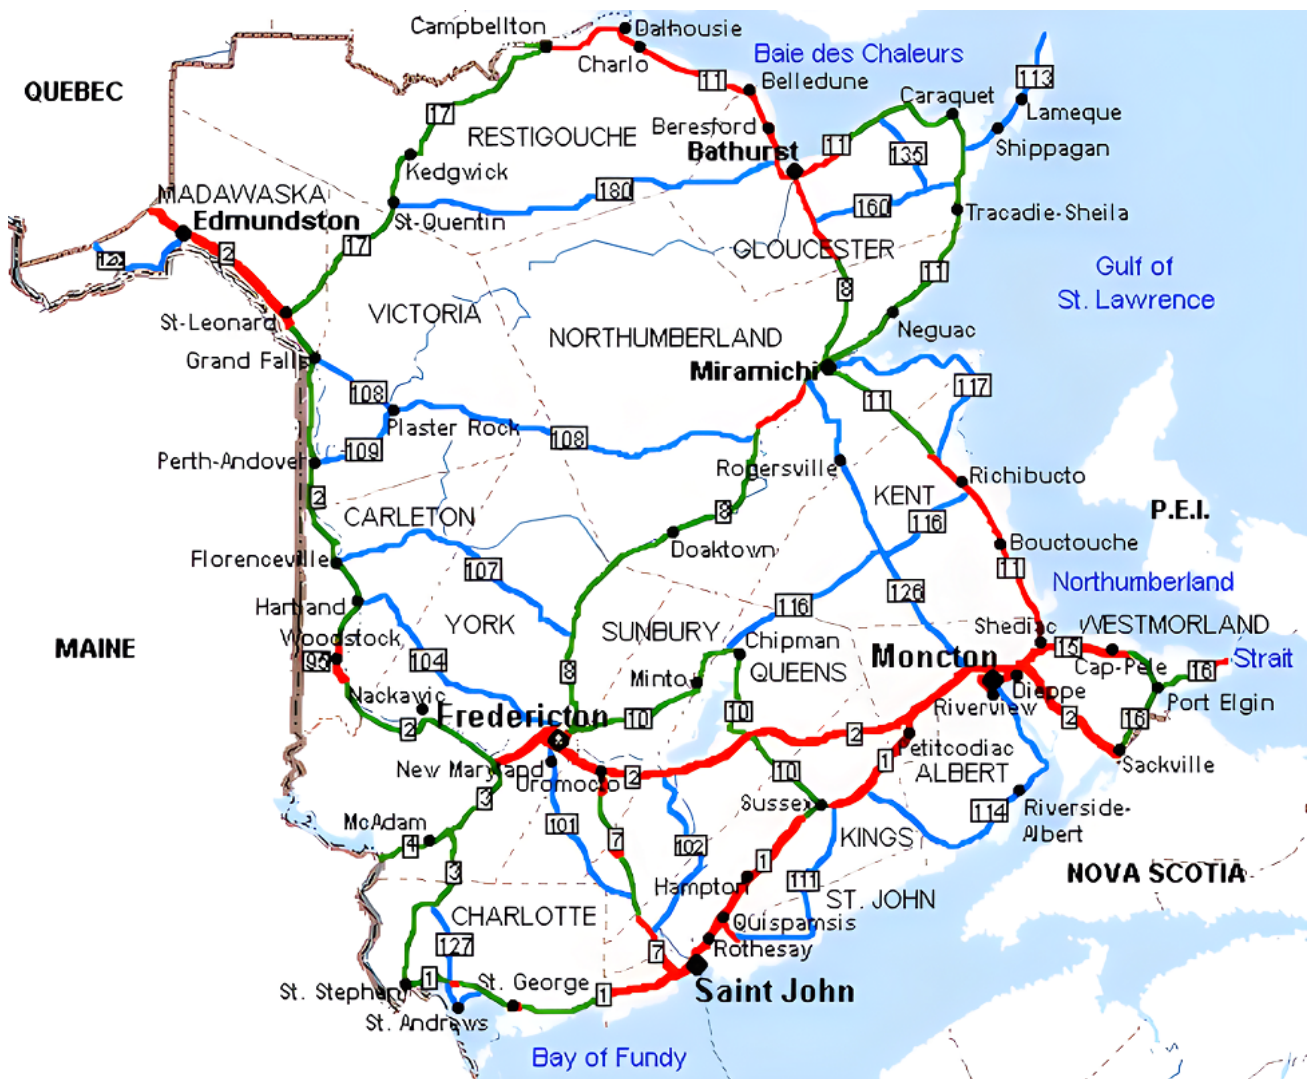 Campbellton
Dalhousie
Charlo
QUEBEC
Baie des Chaleurs
11
Belledune
113
Caraquet
Lameque
17
RESTIGOUCHE
Beresford
Bathurst
11
135
Shippagan
Kedgwick
MADAWASKA
180
Edmundston
St-Quentin
160
Tracadie-Sheila
17
2
GLOUCESTER
11
Gulf of
St. Lawrence
8
St-Leonard
VICTORIA
NORTHUMBERLAND
Neguac
Grand Falls
Miramichi
117
108
11
Plaster Rock
108
109
Perth-Andover
Rogersville
Richibucto
2
KENT
CARLETON
8
116
P.E.I.
Doaktown
Bouctouche
Florenceville
107
11
Northumberland
126
Hartland
116
YORK
SUNBURY
Shediac
WESTMORLAND
Woodstock
Chipman
MAINE
95
104
Moncton
15
Cap-Pele
Strait
8
QUEENS
16
Minto
Dieppe
Nackawic
Riverview
Port Elgin
2
Fredericton
10
10
2
2
16
Petitcodiac
New Maryland
Oromocto
2
10
1
ALBERT
Sackville
3
Sussex
Riverside-
Albert
McAdam
101
7
114
4
102
KINGS
3
1
NOVA SCOTIA
Hampton
111
ST. JOHN
CHARLOTTE
Quispamsis
127
7
Rothesay
St. Stephen
1
St. George
1
Saint John
St. Andrews
Bay of Fundy